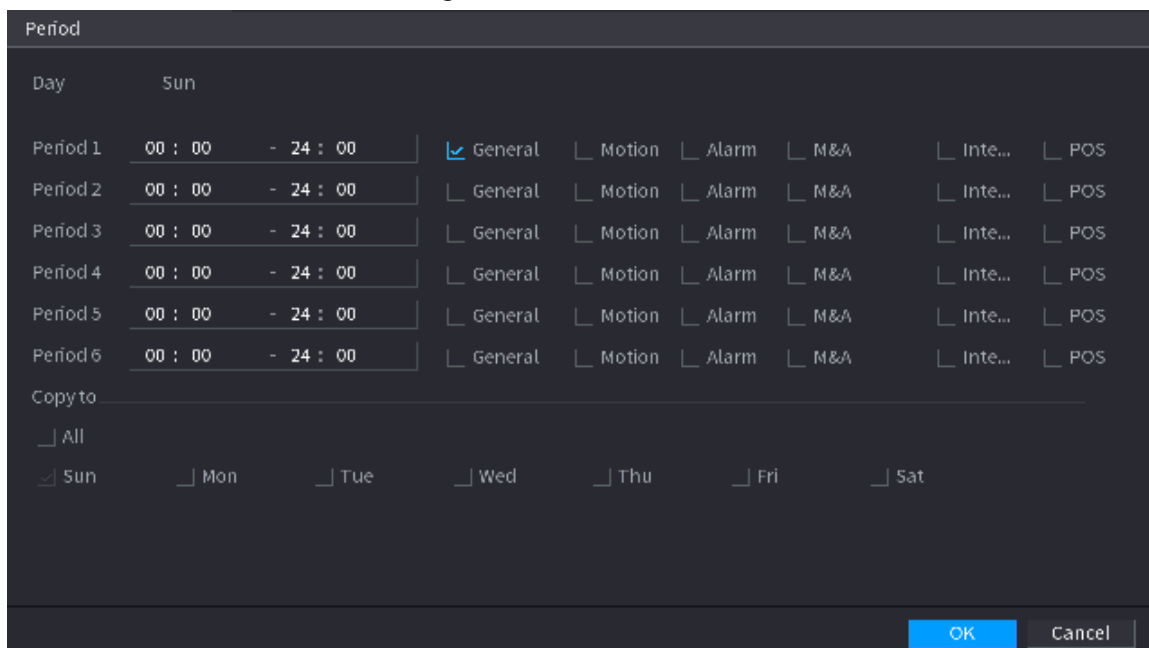 Period
Day Sun
Period 1 00 : 00 - 24 : 00 General Motion Alarm M&A Inte... POS
Period 2 00 : 00 - 24 : 00 General Motion Alarm M&A Inte... POS
Period 3 00 : 00 - 24 : 00 General Motion Alarm M&A Inte... POS
Period 4 00 : 00 - 24 : 00 General Motion Alarm M&A Inte... POS
Period 5 00 : 00 - 24 : 00 General Motion Alarm M&A Inte... POS
Period 6 00 : 00 - 24 : 00 General Motion Alarm M&A Inte... POS
Copy to
All
Sun Mon Tue Wed Thu Fri Sat
OK Cancel